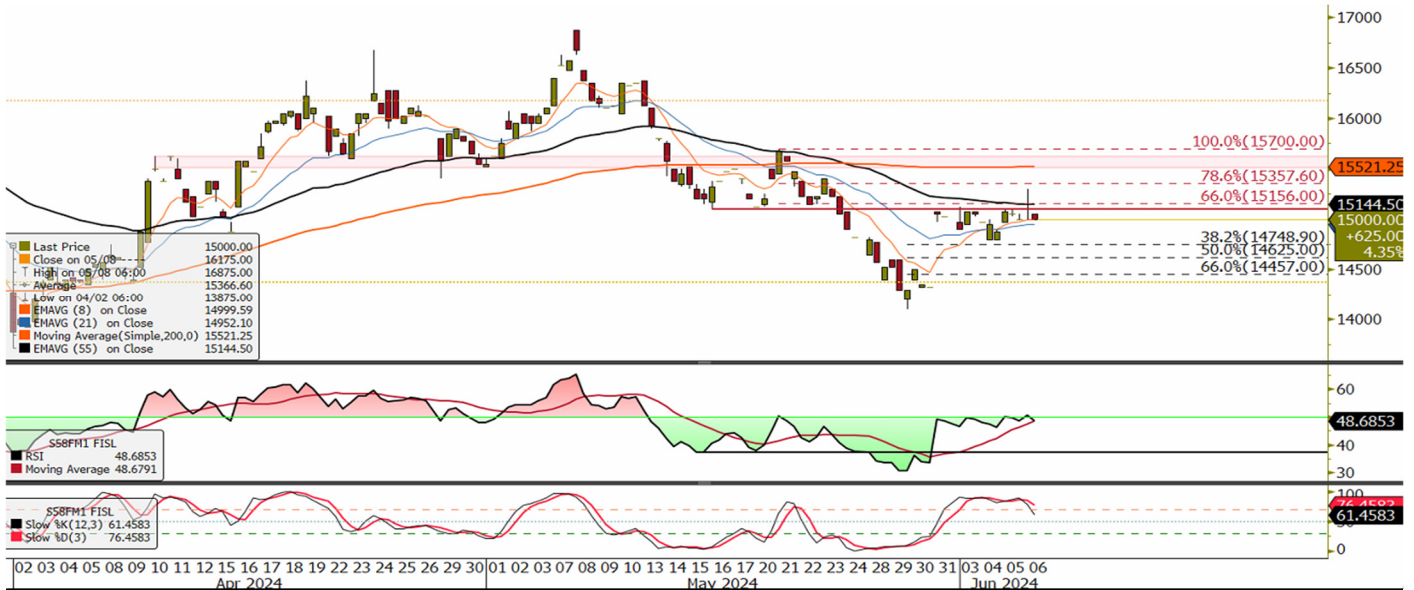 17000
16500
16000
100.0%(15700.00)
15521.25
78.6%(15357.60)
15144.50
66.0%(15156.00)
15000.00
+625.00
4.35%
38.2%(14748.90)
50.0%(14625.00)
66.0%(14457.00)
14500
14000
Last Price 15000.00
Close on 05/08 16175.00
High on 05/08 06:00 16875.00
Average 15366.60
Low on 04/02 06:00 13875.00
EMAVG (8) on Close 14999.59
EMAVG (21) on Close 14952.10
Moving Average(Simple,200,0) 15521.25
EMAVG (55) on Close 15144.50
60
48.6853
40
30
S58FM1 FISL
RSI 48.6853
Moving Average 48.6791
100
76.4583
61.4583
0
S58FM1 FISL
Slow %K(12,3) 61.4583
Slow %D(3) 76.4583
02 03 04 05 08 09 10 11 12 15 16 17 18 19 22 23 24 25 26 29 30 01 02 03 06 07 08 09 10 13 14 15 16 17 20 21 22 23 24 28 29 30 31 03 04 05 06
Apr 2024 May 2024 Jun 2024